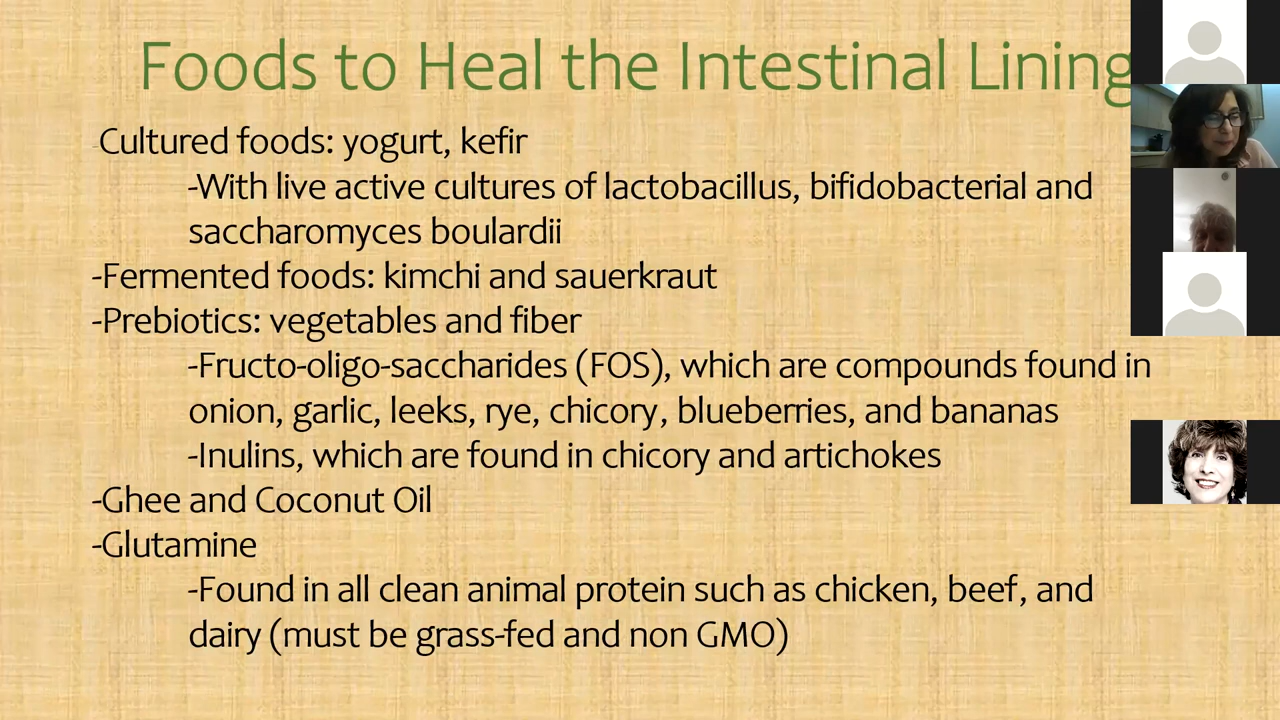 Foods to Heal the Intestinal Lining
-Cultured foods: yogurt, kefir
-With live active cultures of lactobacillus, bifidobacterial and
saccharomyces boulardii
-Fermented foods: kimchi and sauerkraut
-Prebiotics: vegetables and fiber
-Fructo-oligo-saccharides (FOS), which are compounds found in
onion, garlic, leeks, rye, chicory, blueberries, and bananas
-Inulins, which are found in chicory and artichokes
-Ghee and Coconut Oil
-Glutamine
-Found in all clean animal protein such as chicken, beef, and
dairy (must be grass-fed and non GMO)